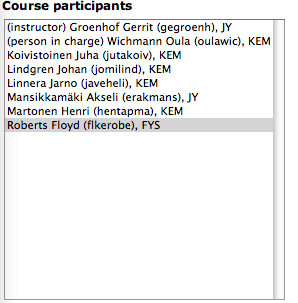 Course participants
(instructor) Groenhof Gerrit (gegroenh), JY
(person in charge) Wichmann Oula (oulawic), KEM
Koivistoinen Juha (jutakoiv), KEM
Lindgren Johan (jomilind), KEM
Linnera Jarno (javeheli), KEM
Mansikkamäki Akseli (erakmans), JY
Martonen Henri (hentapma), KEM
Roberts Floyd (flkerobe), FYS